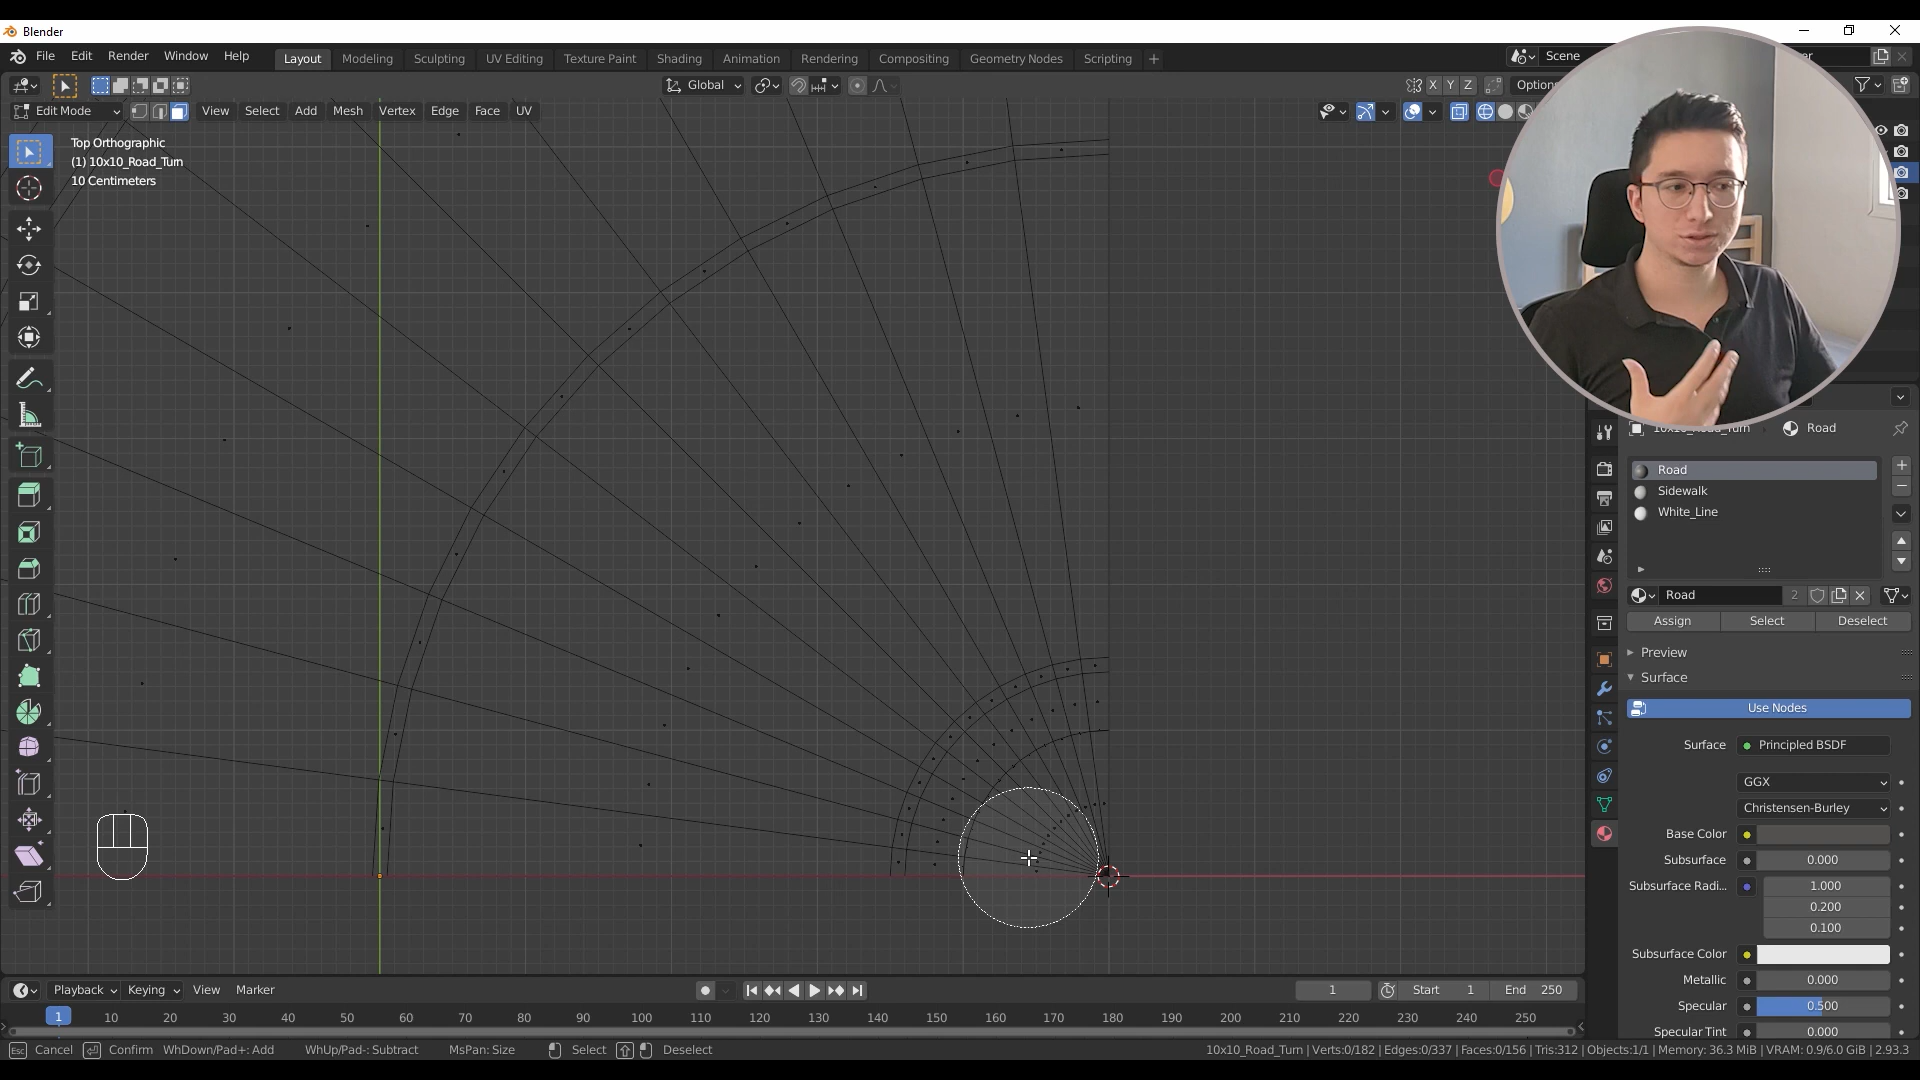 Blender
File Edit Render Window Help
Layout Modeling Sculpting UV Editing Texture Paint Shading Animation Rendering Compositing Geometry Nodes Scripting +
Scene
Global
X Y Z
Edit Mode View Select Add Mesh Vertex Edge Face UV
Top Orthographic
(1) 10x10_Road_Turn
10 Centimeters
10x10_Road_Turn Road
Road
Sidewalk
White_Line
Road 2
Assign Select Deselect
Preview
Surface
Use Nodes
Surface Principled BSDF
GGX
Christensen-Burley
Base Color
Subsurface 0.000
Subsurface Radi... 1.000
0.200
0.100
Subsurface Color
Metallic 0.000
Specular 0.500
Specular Tint 0.000
Playback Keying View Marker
1 Start 1 End 250
1 10 20 30 40 50 60 70 80 90 100 110 120 130 140 150 160 170 180 190 200 210 220 230 240 250
Esc Cancel Confirm WhDown/Pad+: Add WhUp/Pad-: Subtract MsPan: Size Select Deselect
10x10_Road_Turn | Verts:0/182 | Edges:0/337 | Faces:0/156 | Tris:312 | Objects:1/1 | Memory: 36.3 MiB | VRAM: 0.9/6.0 GiB | 2.93.3